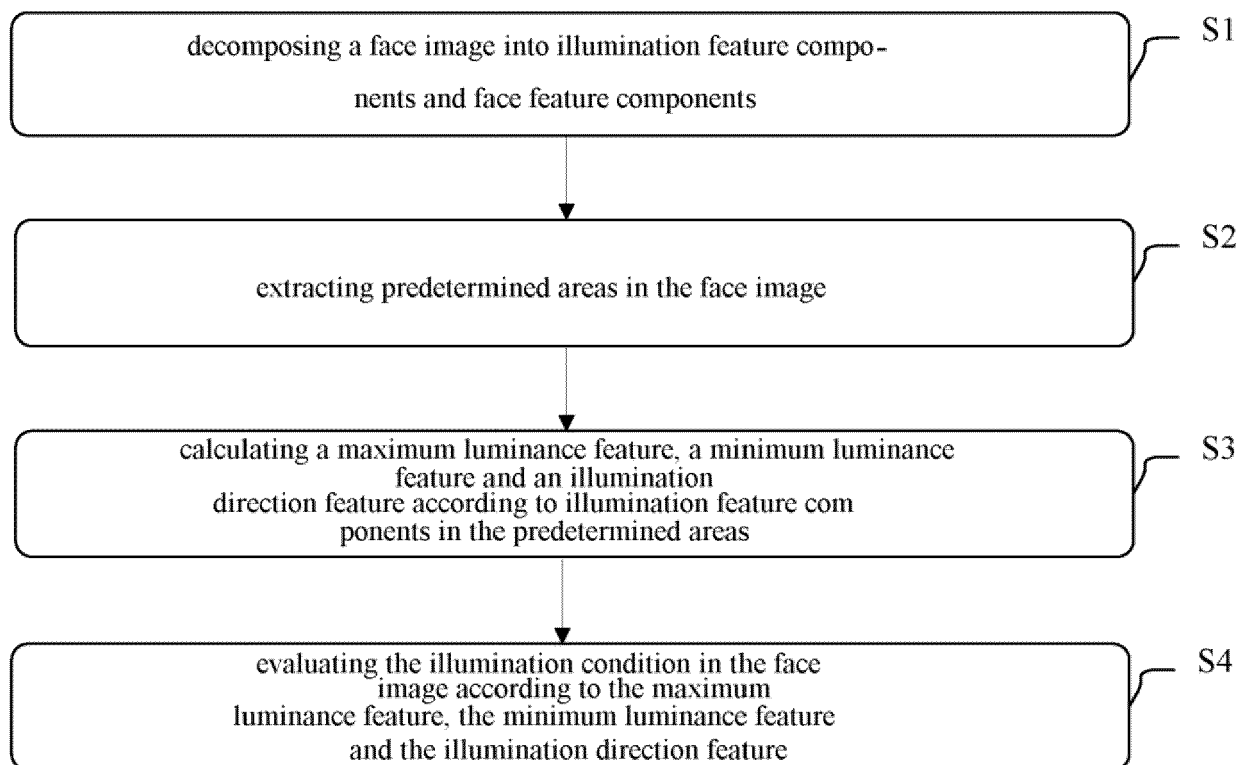 decomposing a face image into illumination feature compo-
nents and face feature components
S1
extracting predetermined areas in the face image
S2
calculating a maximum luminance feature, a minimum luminance
feature and an illumination
direction feature according to illumination feature com
ponents in the predetermined areas
S3
evaluating the illumination condition in the face
image according to the maximum
luminance feature, the minimum luminance feature
and the illumination direction feature
S4